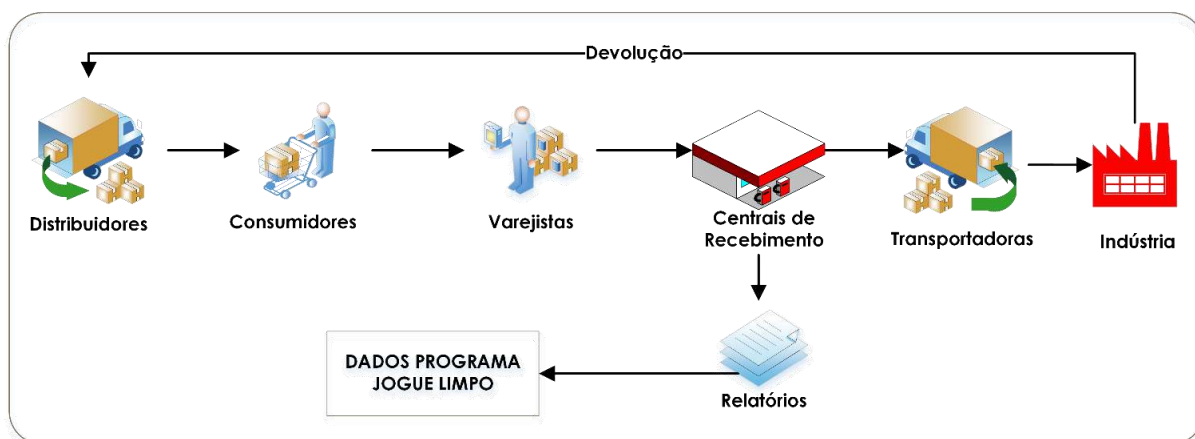 Devolução
Distribuidores
Consumidores
Varejistas
Centrais de
Recebimento
Transportadoras
Indústria
DADOS PROGRAMA
JOGUE LIMPO
Relatórios